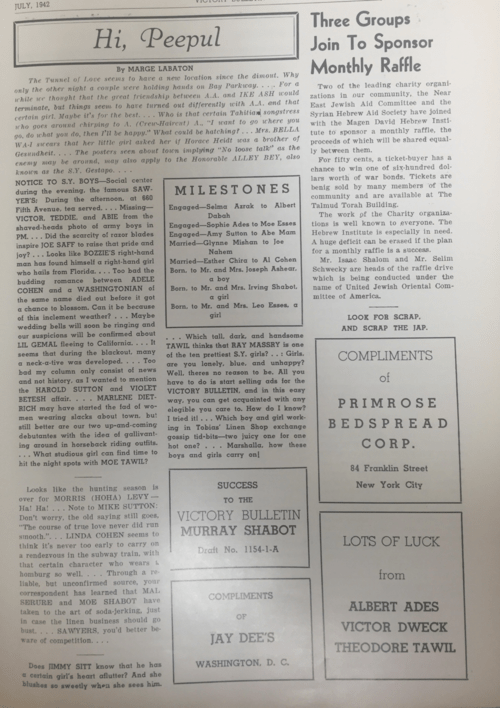 JULY, 1942
VICTORY BULLETIN
Hi, Peepul
By MARGE LABATON
The Tunnel of Love seems to have a new location since the dimout. Why
only the other night a couple were holding hands on Bay Parkway. . . . For a
while we thought that the great friendship between A.A. and IKE ASH would
terminate, but things seem to have turned out differently with A.A. and that
certain girl. Maybe it's for the best. . . . Who is that certain Tahitian songstress
who goes around chirping to A. (Crew-Haircut) A., "I want to go where you
go, do what you do, then I'll be happy." What could be hatching? . . . Mrs. BELLA
WAJ swears that her little girl asked her if Horace Heidt was a brother of
Gesundheit. . . . The posters seen about town implying "No loose talk" as the
enemy may be around, may also apply to the Honorable ALLEY BEY, also
known as the S.Y. Gestapo. . . .
NOTICE TO S.Y. BOYS—Social center
during the evening, the famous SAW-
YER'S: During the afternoon, at 660
Fifth Avenue, tea served. . . . Missing—
VICTOR, TEDDIE, and ABIE from the
shaved-heads photo of army boys in
PM. . . . Did the scarcity of razor blades
inspire JOE SAFF to raise that pride and
joy? . . . Looks like BOZZIE'S right-hand
man has found himself a right-hand girl
who hails from Florida. . . . Too bad the
budding romance between ADELE
COHEN and a WASHINGTONIAN of
the same name died out before it got
a chance to blossom. Can it be because
of this inclement weather? . . . Maybe
wedding bells will soon be ringing and
our suspicions will be confirmed about
LIL GEMAL fleeing to California. . . . It
seems that during the blackout, many
a neck-a-tive was developed. . . . Too
bad my column only consist of news
and not history, as I wanted to mention
the HAROLD SUTTON and VIOLET
BETESH affair. . . . MARLENE DIET-
RICH may have started the fad of wo-
men wearing slacks about town, but
still better are our two up-and-coming
debutantes with the idea of gallivant-
ing around in horseback riding outfits.
. . . What studious girl can find time to
hit the night spots with MOE TAWIL?
Looks like the hunting season is
over for MORRIS (HOHA) LEVY—
Ha! Ha! . . . Note to MIKE SUTTON:
Don't worry, the old saying still goes,
"The course of true love never did run
smooth." . . . LINDA COHEN seems to
think it's never too early to carry on
a rendezvous in the subway train, with
that certain character who wears a
homburg so well. . . . Through a re-
liable, but unconfirmed source, your
correspondent has learned that MAL
SERURE and MOE SHABOT have
taken to the art of soda-jerking, just
in case the linen business should go
bust. . . . SAWYERS, you'd better be-
ware of competition. . . .
Does JIMMY SITT know that he has
a certain girl's heart aflutter? And she
blushes so sweetly when she sees him.
MILESTONES
Engaged—Selma Asrak to Albert
Dabah
Engaged—Sophie Ades to Moe Esses
Engaged—Amy Sutton to Abe Mam
Married—Glynne Mishan to Joe
Nahem
Married—Esther Chira to Al Cohen
Born, to Mr. and Mrs. Joseph Ashear,
a boy
Born, to Mr. and Mrs. Irving Shabot,
a girl
Born, to Mr. and Mrs. Leo Esses, a
girl
. . . Which tall, dark, and handsome
TAWIL thinks that RAY MASSRY is one
of the ten prettiest S.Y. girls? . . . Girls,
are you lonely, blue, and unhappy?
Well, theres no reason to be. All you
have to do is start selling ads for the
VICTORY BULLETIN, and in this easy
way, you can get acquainted with any
elegible you care to. How do I know?
I tried it! . . . Which boy and girl work-
ing in Tobias' Linen Shop exchange
gossip tid-bits—two juicy one for one
hot one? . . . Marshalla, how those
boys and girls carry on!
SUCCESS
TO THE
VICTORY BULLETIN
MURRAY SHABOT
Draft No. 1154-1-A
COMPLIMENTS
OF
JAY DEE'S
WASHINGTON, D. C.
Three Groups
Join To Sponsor
Monthly Raffle
Two of the leading charity organi-
zations in our community, the Near
East Jewish Aid Committee and the
Syrian Hebrew Aid Society have joined
with the Magen David Hebrew Insti-
tute to sponsor a monthly raffle, the
proceeds of which will be shared equal-
ly between them.
For fifty cents, a ticket-buyer has a
chance to win one of six-hundred dol-
lars worth of war bonds. Tickets are
benig sold by many members of the
community and are available at The
Talmud Torah Building.
The work pf the Charity organiza-
tions is well known to everyone. The
Hebrew Institute is especially in need.
A huge deficit can be erased if the plan
for a monthly raffle is a success.
Mr. Isaac Shalom and Mr. Selim
Schwecky are heads of the raffle drive
which is being conducted under the
name of United Jewish Oriental Com-
mittee of America.
LOOK FOR SCRAP,
AND SCRAP THE JAP.
COMPLIMENTS
of
PRIMROSE
BEDSPREAD
CORP.
84 Franklin Street
New York City
LOTS OF LUCK
from
ALBERT ADES
VICTOR DWECK
THEODORE TAWIL